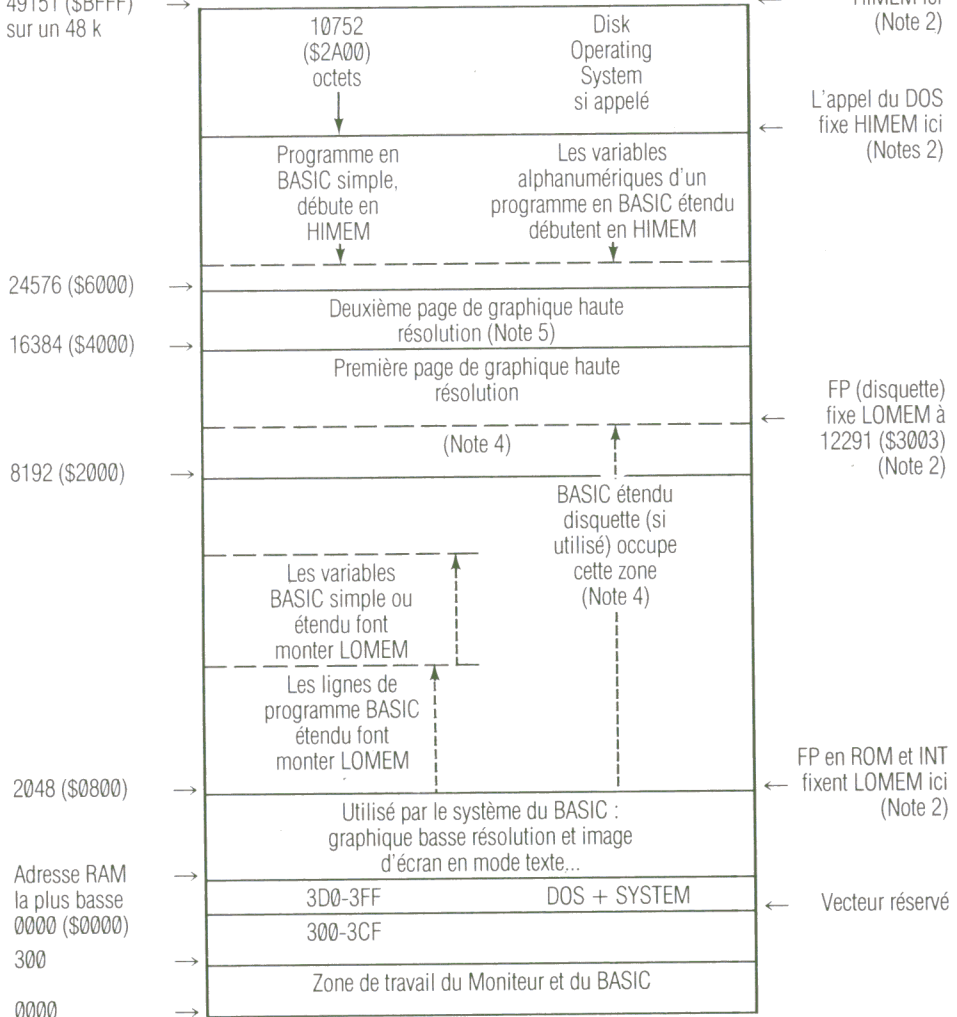 49151 ($BFFF)
sur un 48 k
HIMEM ici
(Note 2)
10752
($2A00)
octets
Disk
Operating
System
si appelé
L'appel du DOS
fixe HIMEM ici
(Notes 2)
Programme en
BASIC simple,
débute en
HIMEM
Les variables
alphanumériques d'un
programme en BASIC étendu
débutent en HIMEM
24576 ($6000)
Deuxième page de graphique haute
résolution (Note 5)
16384 ($4000)
Première page de graphique haute
résolution
FP (disquette)
fixe LOMEM à
12291 ($3003)
(Note 2)
(Note 4)
8192 ($2000)
BASIC étendu
disquette (si
utilisé) occupe
cette zone
(Note 4)
Les variables
BASIC simple ou
étendu font
monter LOMEM
Les lignes de
programme BASIC
étendu font
monter LOMEM
2048 ($0800)
FP en ROM et INT
fixent LOMEM ici
(Note 2)
Utilisé par le système du BASIC :
graphique basse résolution et image
d'écran en mode texte...
Adresse RAM
la plus basse
0000 ($0000)
3D0-3FF
DOS + SYSTEM
Vecteur réservé
300-3CF
300
Zone de travail du Moniteur et du BASIC
0000